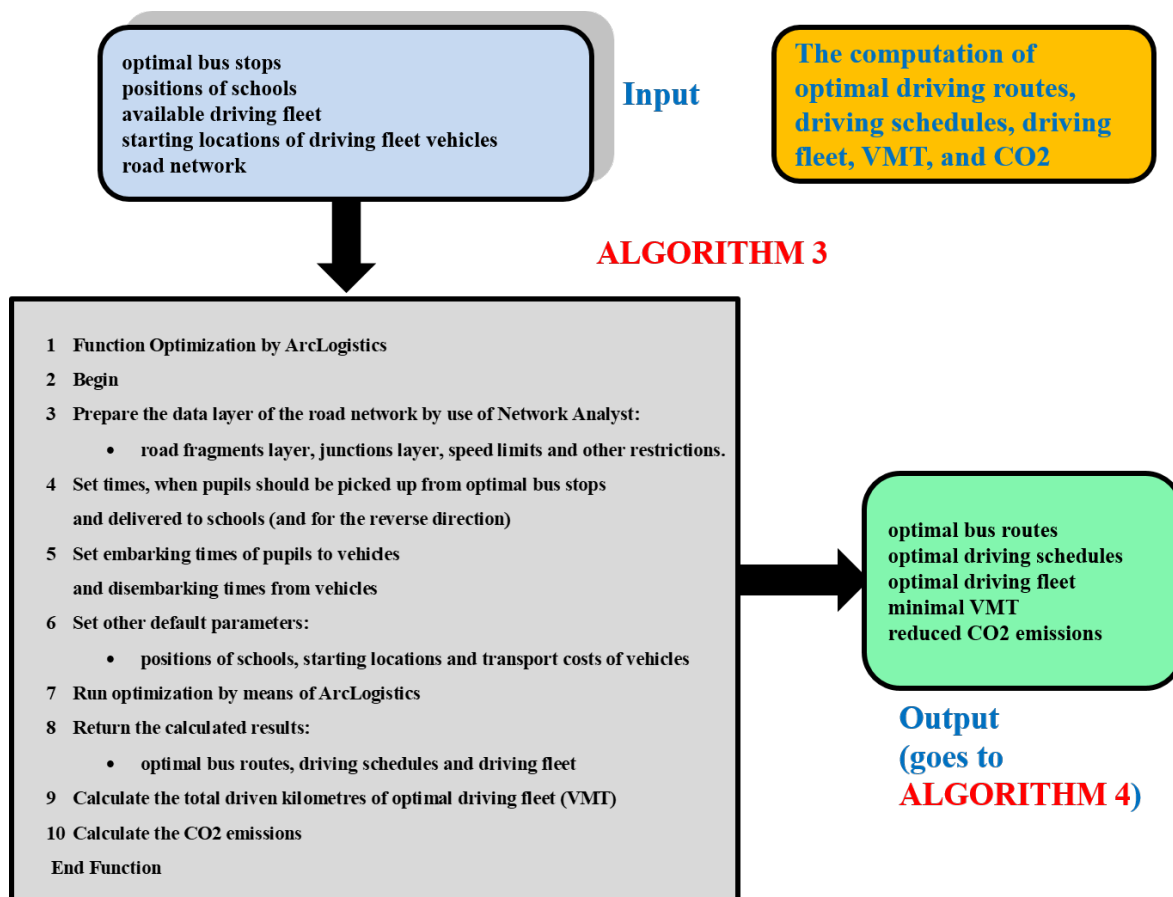 optimal bus stops
positions of schools
available driving fleet
starting locations of driving fleet vehicles
road network
Input
The computation of
optimal driving routes,
driving schedules, driving
fleet, VMT, and CO2
ALGORITHM 3
1 Function Optimization by ArcLogistics
2 Begin
3 Prepare the data layer of the road network by use of Network Analyst:
• road fragments layer, junctions layer, speed limits and other restrictions.
4 Set times, when pupils should be picked up from optimal bus stops
and delivered to schools (and for the reverse direction)
5 Set embarking times of pupils to vehicles
and disembarking times from vehicles
6 Set other default parameters:
• positions of schools, starting locations and transport costs of vehicles
7 Run optimization by means of ArcLogistics
8 Return the calculated results:
• optimal bus routes, driving schedules and driving fleet
9 Calculate the total driven kilometres of optimal driving fleet (VMT)
10 Calculate the CO2 emissions
End Function
optimal bus routes
optimal driving schedules
optimal driving fleet
minimal VMT
reduced CO2 emissions
Output
(goes to
ALGORITHM 4)